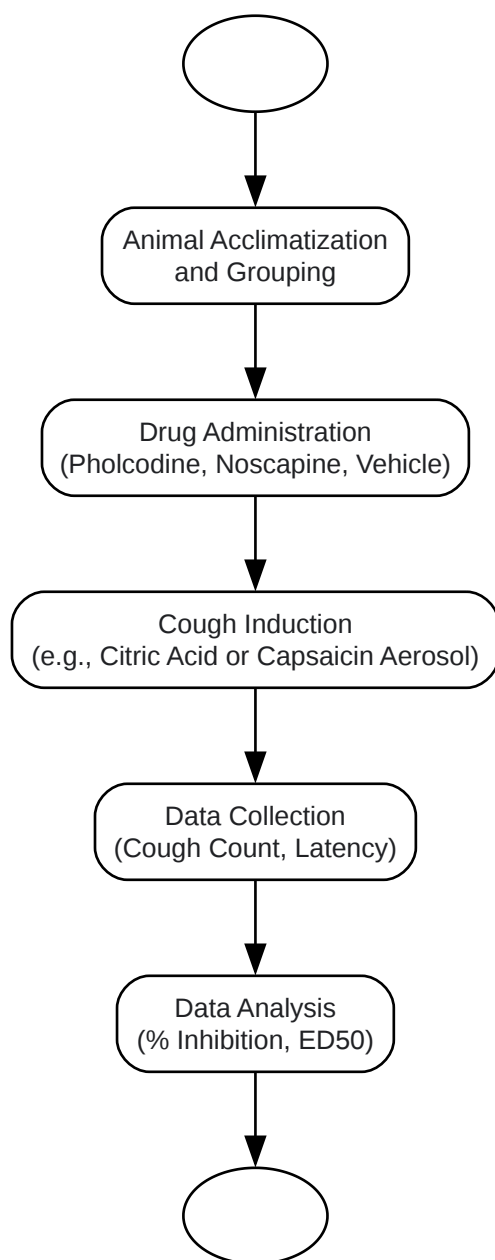 Animal Acclimatization
and Grouping
Drug Administration
(Pholcodine, Noscapine, Vehicle)
Cough Induction
(e.g., Citric Acid or Capsaicin Aerosol)
Data Collection
(Cough Count, Latency)
Data Analysis
(% Inhibition, ED50)